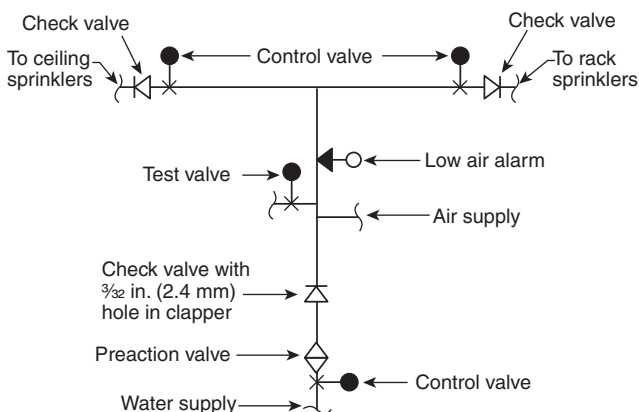 Check valve
Check valve
To ceiling
sprinklers
Control valve
To rack
sprinklers
Low air alarm
Test valve
Air supply
Check valve with
3⁄32 in. (2.4 mm)
hole in clapper
Preaction valve
Control valve
Water supply